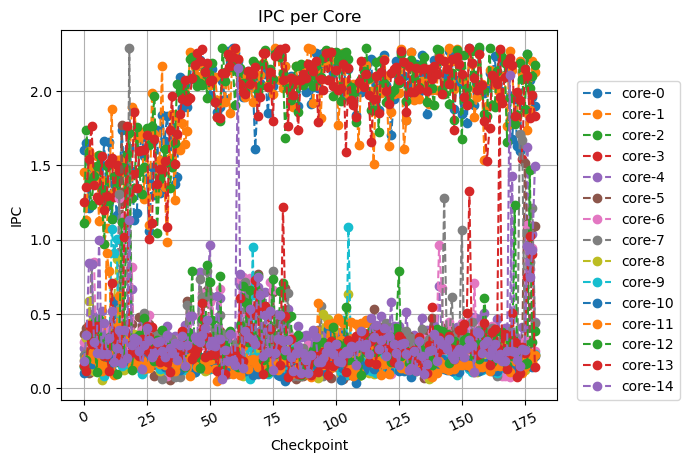 IPC per Core
IPC
2.0
1.5
1.0
0.5
0.0
0
25
50
75
100
125
150
175
Checkpoint
core-0
core-1
core-2
core-3
core-4
core-5
core-6
core-7
core-8
core-9
core-10
core-11
core-12
core-13
core-14